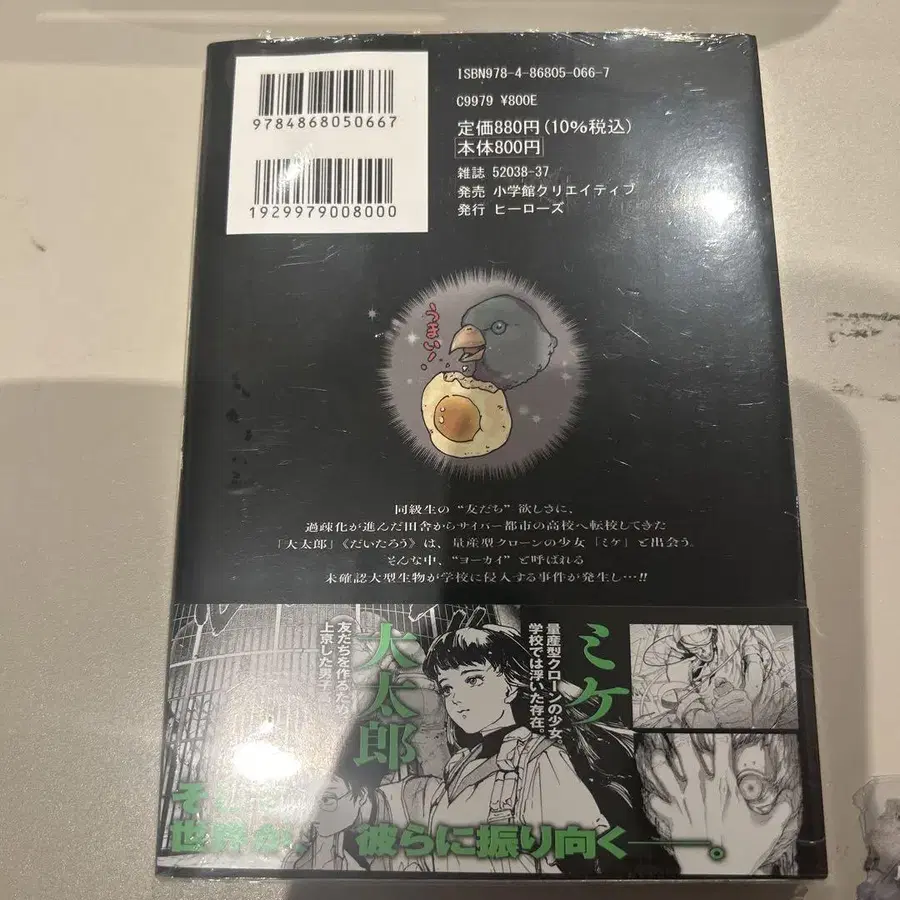 9784868050667
1929979008000
ISBN978-4-86805-066-7
C9979 ¥800E
定価880円(10%税込)
本体800円
雑誌 52038-37
発売 小学館クリエイティブ
発行 ヒーローズ
うまい!
同級生の“友だち”欲しさに、
過疎化が進んだ田舎からサイバー都市の高校へ転校してきた
「大太郎」《だいたろう》は、量産型クローンの少女「ミケ」と出会う。
そんな中、“ヨーカイ”と呼ばれる
未確認大型生物が学校に侵入する事件が発生し…!!
ミケ
量産型クローンの少女。
学校では浮いた存在。
大太郎
友だちを作るため
上京した男子
彼らに振り向く──。